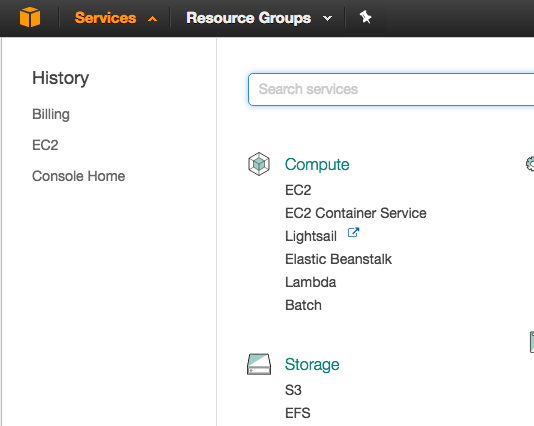 Services
Resource Groups
History
Billing
EC2
Console Home
Search services
Compute
EC2
EC2 Container Service
Lightsail
Elastic Beanstalk
Lambda
Batch
Storage
S3
EFS